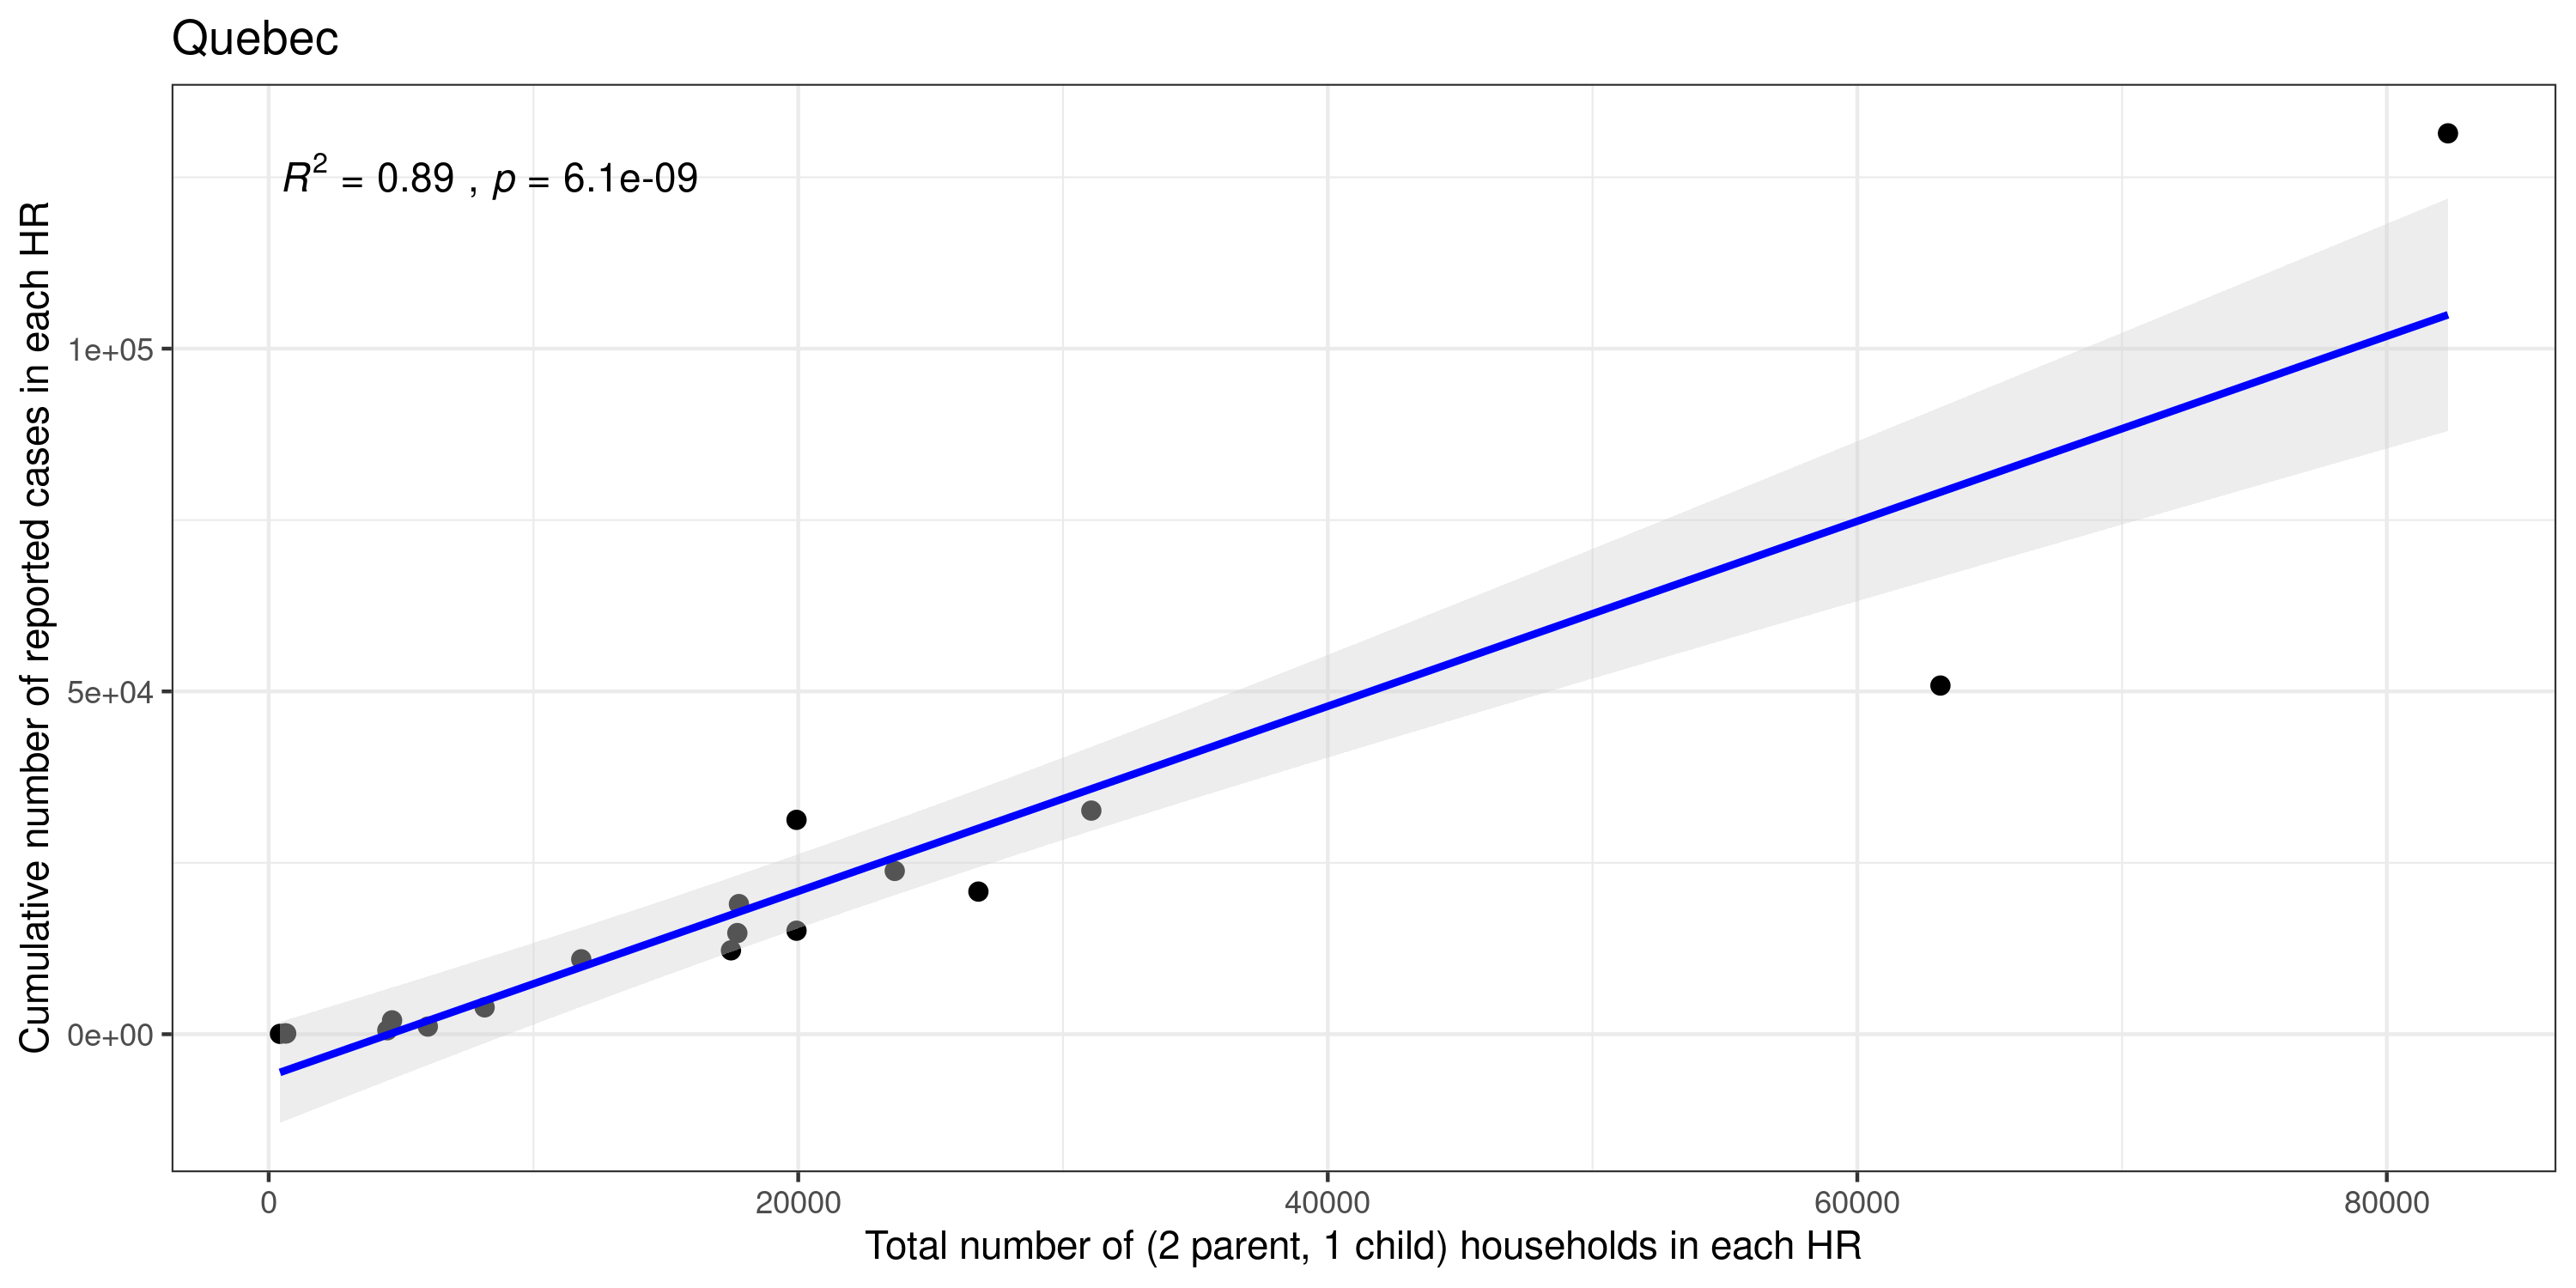 Quebec
R² = 0.89 , p = 6.1e-09
Cumulative number of reported cases in each HR
1e+05
5e+04
0e+00
0 20000 40000 60000 80000
Total number of (2 parent, 1 child) households in each HR